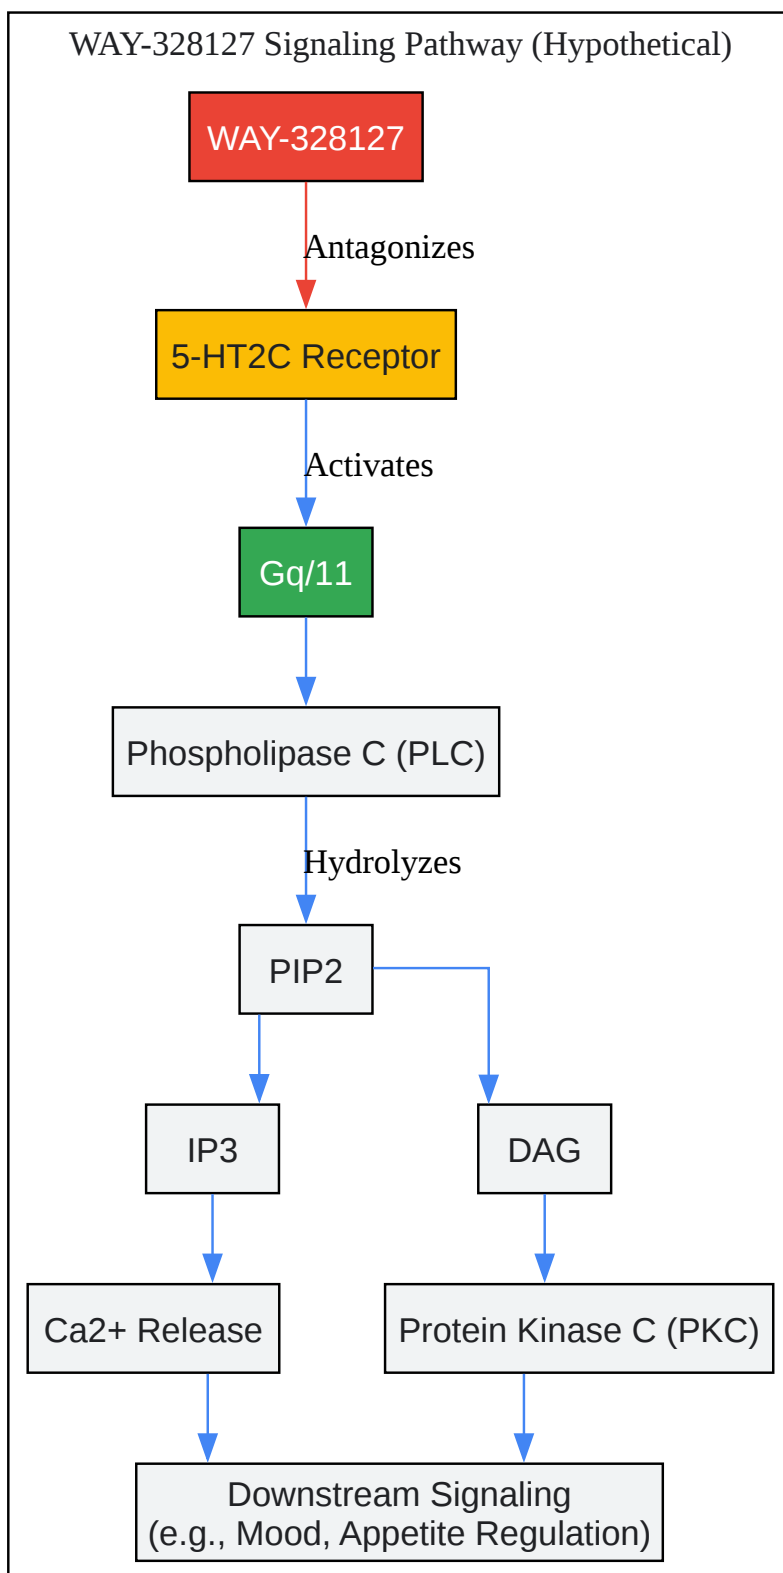 WAY-328127 Signaling Pathway (Hypothetical)
WAY-328127
Antagonizes
5-HT2C Receptor
Activates
Gq/11
Phospholipase C (PLC)
Hydrolyzes
PIP2
IP3
DAG
Ca2+ Release
Protein Kinase C (PKC)
Downstream Signaling
(e.g., Mood, Appetite Regulation)